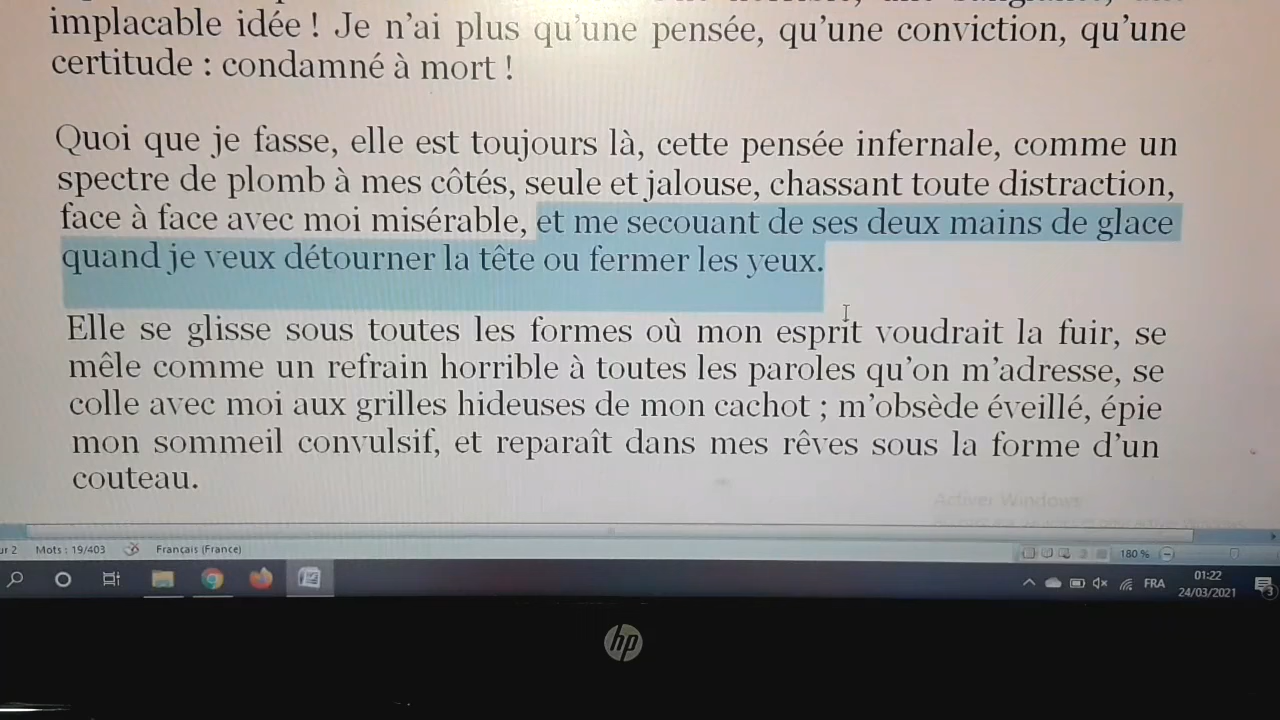 implacable idée ! Je n’ai plus qu’une pensée, qu’une conviction, qu’une
certitude : condamné à mort !
Quoi que je fasse, elle est toujours là, cette pensée infernale, comme un
spectre de plomb à mes côtés, seule et jalouse, chassant toute distraction,
face à face avec moi misérable, et me secouant de ses deux mains de glace
quand je veux détourner la tête ou fermer les yeux.
Elle se glisse sous toutes les formes où mon esprit voudrait la fuir, se
mêle comme un refrain horrible à toutes les paroles qu’on m’adresse, se
colle avec moi aux grilles hideuses de mon cachot ; m’obsède éveillé, épie
mon sommeil convulsif, et reparaît dans mes rêves sous la forme d’un
couteau.
Activer Windows
ur 2 Mots : 19/403 Français (France) 180 %
FRA 01:22
24/03/2021 3
hp